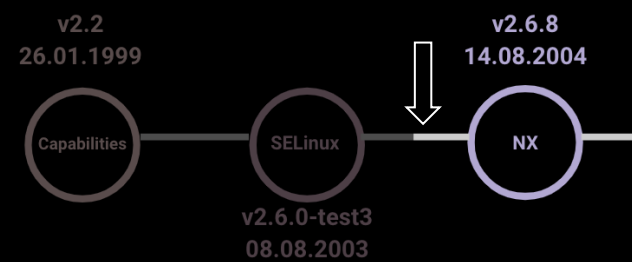 v2.2
26.01.1999
Capabilities
SELinux
v2.6.0-test3
08.08.2003
v2.6.8
14.08.2004
NX